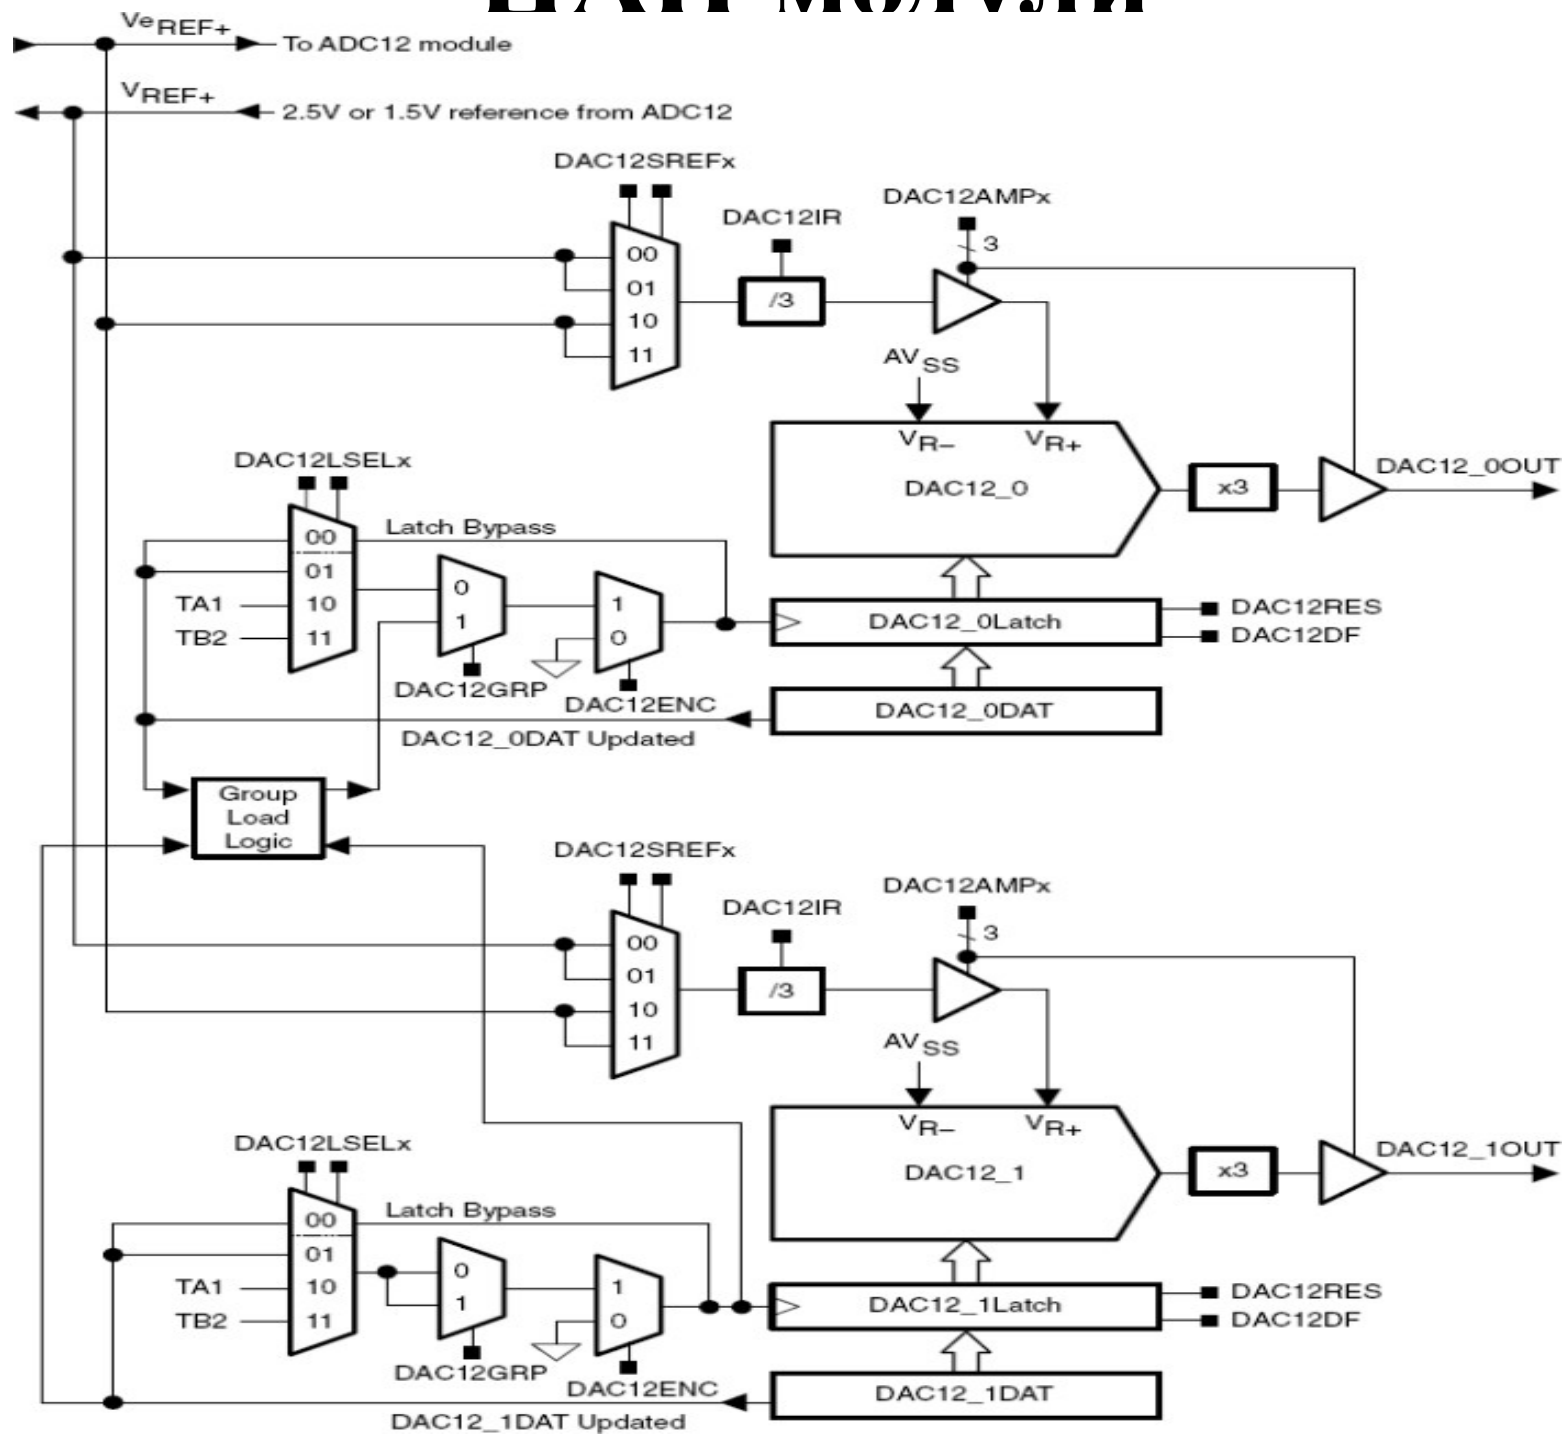 ЦАП модули
VeREF+
To ADC12 module
VREF+
2.5V or 1.5V reference from ADC12
DAC12SREFx
DAC12IR
DAC12AMPx
3
00
01
10
11
/3
AVSS
VR−
VR+
DAC12_0
x3
DAC12_0OUT
DAC12LSELx
Latch Bypass
00
01
TA1
10
TB2
11
0
1
1
0
DAC12GRP
DAC12ENC
DAC12_0Latch
DAC12RES
DAC12DF
DAC12_0DAT
DAC12_0DAT Updated
Group
Load
Logic
DAC12SREFx
DAC12IR
DAC12AMPx
3
00
01
10
11
/3
AVSS
VR−
VR+
DAC12_1
x3
DAC12_1OUT
DAC12LSELx
Latch Bypass
00
01
TA1
10
TB2
11
0
1
1
0
DAC12GRP
DAC12ENC
DAC12_1Latch
DAC12RES
DAC12DF
DAC12_1DAT
DAC12_1DAT Updated